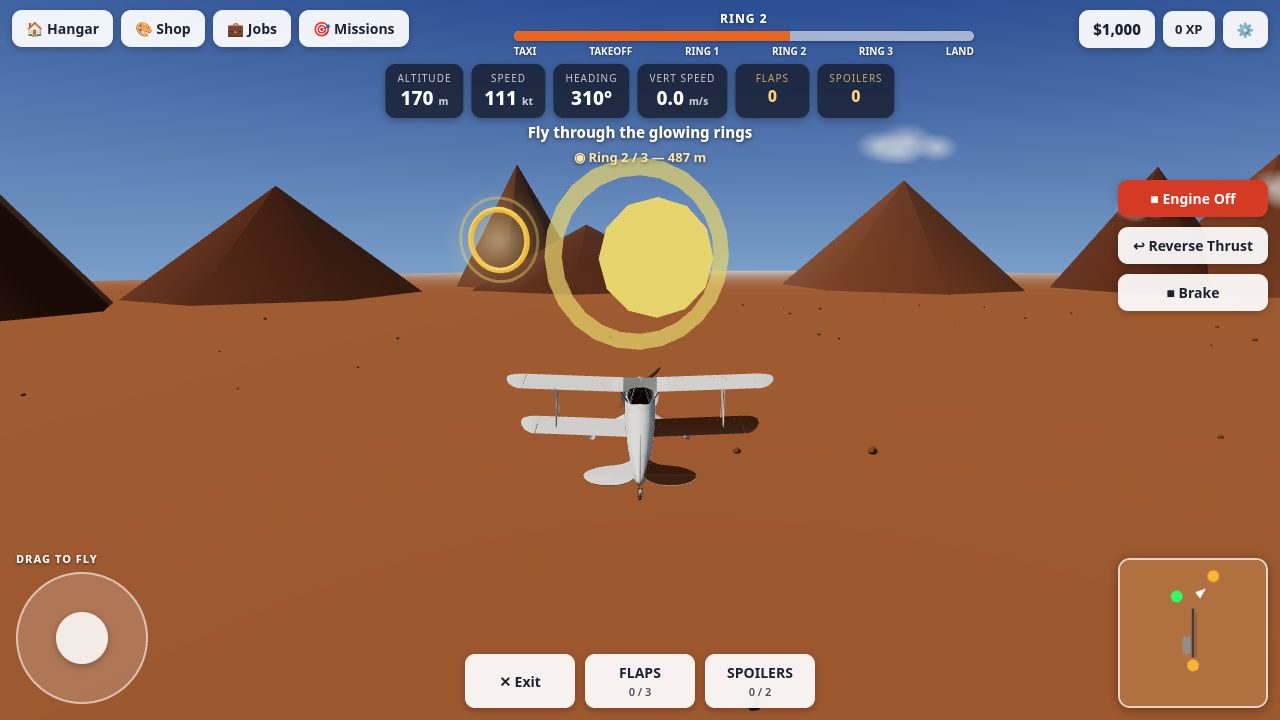 🏠 Hangar
🎨 Shop
💼 Jobs
🎯 Missions
RING 2
TAXI TAKEOFF RING 1 RING 2 RING 3 LAND
$1,000
0 XP
⚙️
ALTITUDE
170 m
SPEED
111 kt
HEADING
310°
VERT SPEED
0.0 m/s
FLAPS
0
SPOILERS
0
Fly through the glowing rings
◉ Ring 2 / 3 — 487 m
■ Engine Off
↩ Reverse Thrust
■ Brake
DRAG TO FLY
✕ Exit
FLAPS
0 / 3
SPOILERS
0 / 2